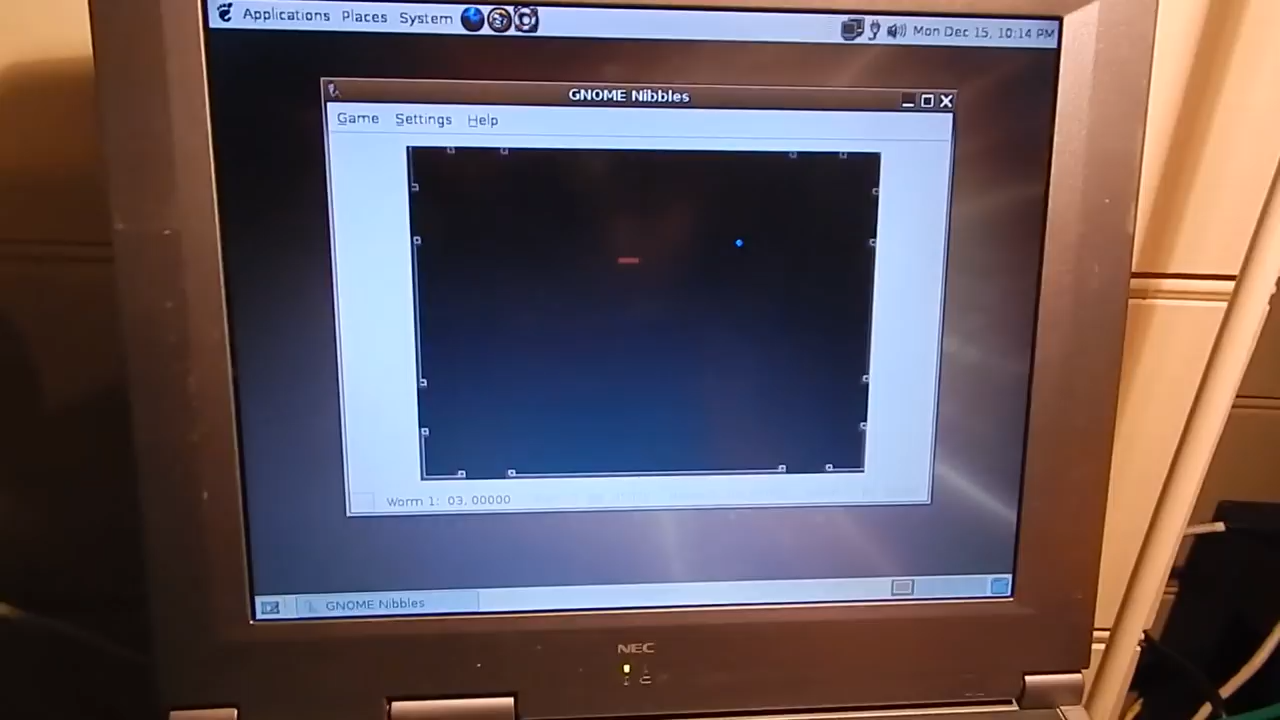 Applications Places System Mon Dec 15, 10:14 PM
GNOME Nibbles
Game Settings Help
Worm 1: 03, 00000
GNOME Nibbles
NEC